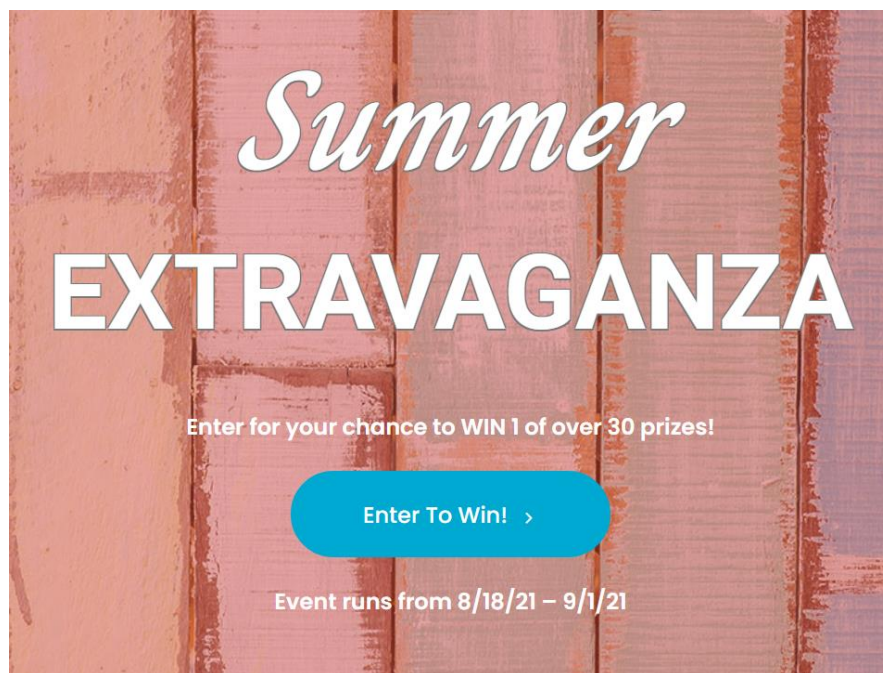 Summer
EXTRAVAGANZA
Enter for your chance to WIN 1 of over 30 prizes!
Enter To Win! ›
Event runs from 8/18/21 – 9/1/21